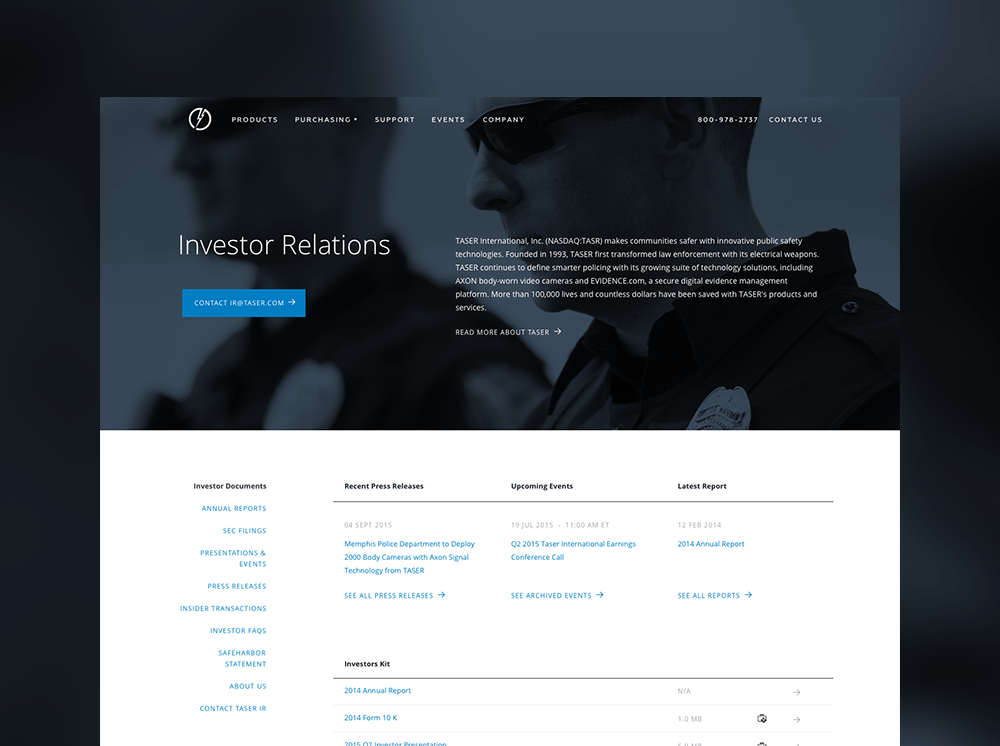 PRODUCTS PURCHASING SUPPORT EVENTS COMPANY 800-978-2737 CONTACT US
Investor Relations
CONTACT IR@TASER.COM
TASER International, Inc. (NASDAQ:TASR) makes communities safer with innovative public safety
technologies. Founded in 1993, TASER first transformed law enforcement with its electrical weapons.
TASER continues to define smarter policing with its growing suite of technology solutions, including
AXON body-worn video cameras and EVIDENCE.com, a secure digital evidence management
platform. More than 100,000 lives and countless dollars have been saved with TASER's products and
services.
READ MORE ABOUT TASER
Investor Documents
ANNUAL REPORTS
SEC FILINGS
PRESENTATIONS &
EVENTS
PRESS RELEASES
INSIDER TRANSACTIONS
INVESTOR FAQS
SAFEHARBOR
STATEMENT
ABOUT US
CONTACT TASER IR
Recent Press Releases
04 SEPT 2015
Memphis Police Department to Deploy
2000 Body Cameras with Axon Signal
Technology from TASER
SEE ALL PRESS RELEASES
Upcoming Events
19 JUL 2015 - 11:00 AM ET
Q2 2015 Taser International Earnings
Conference Call
SEE ARCHIVED EVENTS
Latest Report
12 FEB 2014
2014 Annual Report
SEE ALL REPORTS
Investors Kit
2014 Annual Report N/A
2014 Form 10 K 1.0 MB
2015 Q2 Investor Presentation